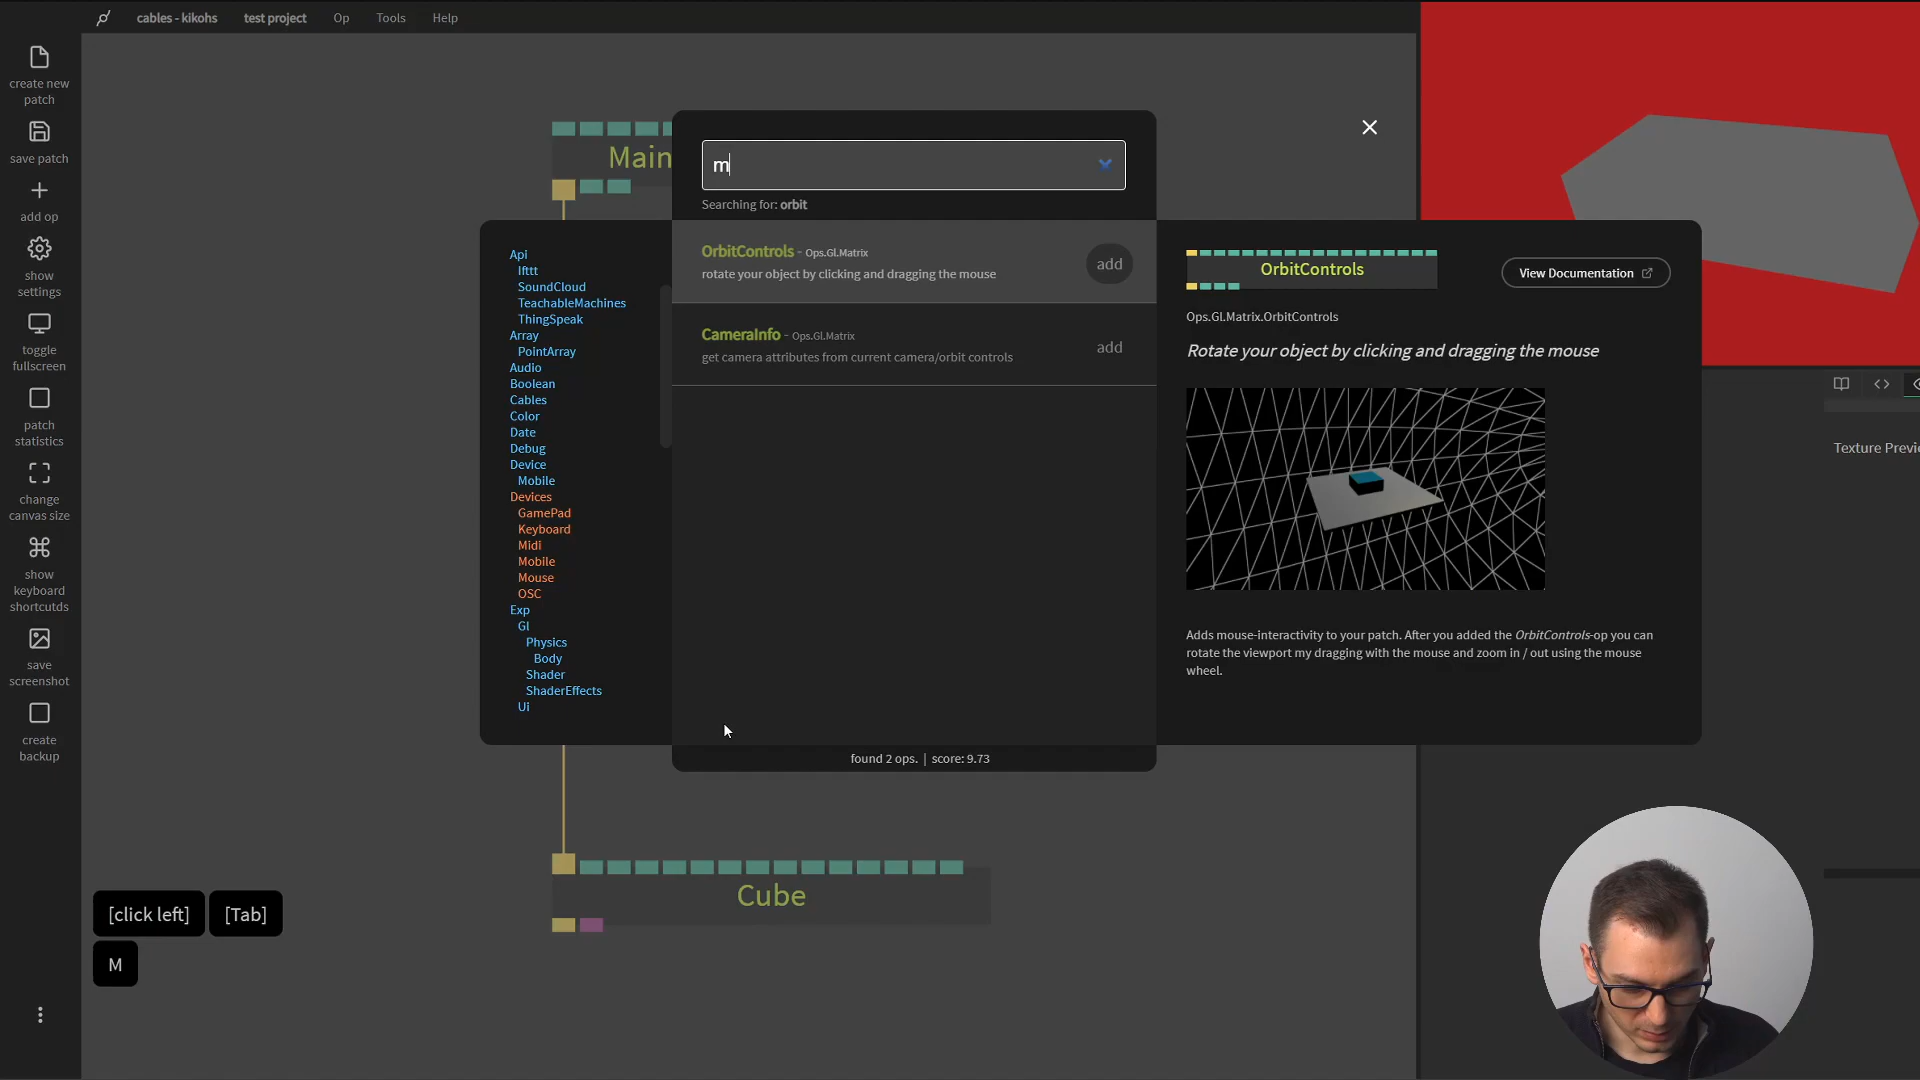 cables - kikohs
test project
Op
Tools
Help
create new
patch
save patch
add op
show
settings
toggle
fullscreen
patch
statistics
change
canvas size
show
keyboard
shortcutds
save
screenshot
create
backup
Main
m
Searching for: orbit
Api
Ifttt
SoundCloud
TeachableMachines
ThingSpeak
Array
PointArray
Audio
Boolean
Cables
Color
Date
Debug
Device
Mobile
Devices
GamePad
Keyboard
Midi
Mobile
Mouse
OSC
Exp
Gl
Physics
Body
Shader
ShaderEffects
Ui
OrbitControls - Ops.Gl.Matrix
rotate your object by clicking and dragging the mouse
add
CameraInfo - Ops.Gl.Matrix
get camera attributes from current camera/orbit controls
add
found 2 ops. | score: 9.73
OrbitControls
View Documentation
Ops.Gl.Matrix.OrbitControls
Rotate your object by clicking and dragging the mouse
Adds mouse-interactivity to your patch. After you added the OrbitControls-op you can
rotate the viewport my dragging with the mouse and zoom in / out using the mouse
wheel.
Texture Previe
Cube
[click left]
[Tab]
M